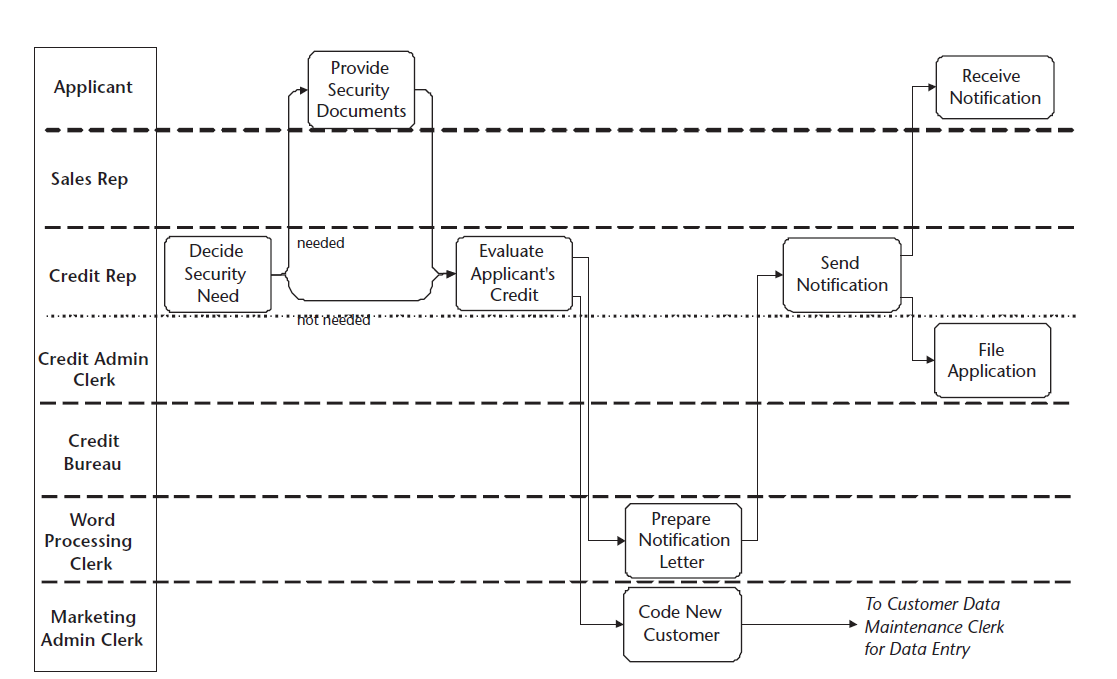 Applicant
Provide
Security
Documents
Receive
Notification
Sales Rep
Credit Rep
Decide
Security
Need
needed
not needed
Evaluate
Applicant's
Credit
Send
Notification
Credit Admin
Clerk
File
Application
Credit
Bureau
Word
Processing
Clerk
Prepare
Notification
Letter
Marketing
Admin Clerk
Code New
Customer
To Customer Data
Maintenance Clerk
for Data Entry